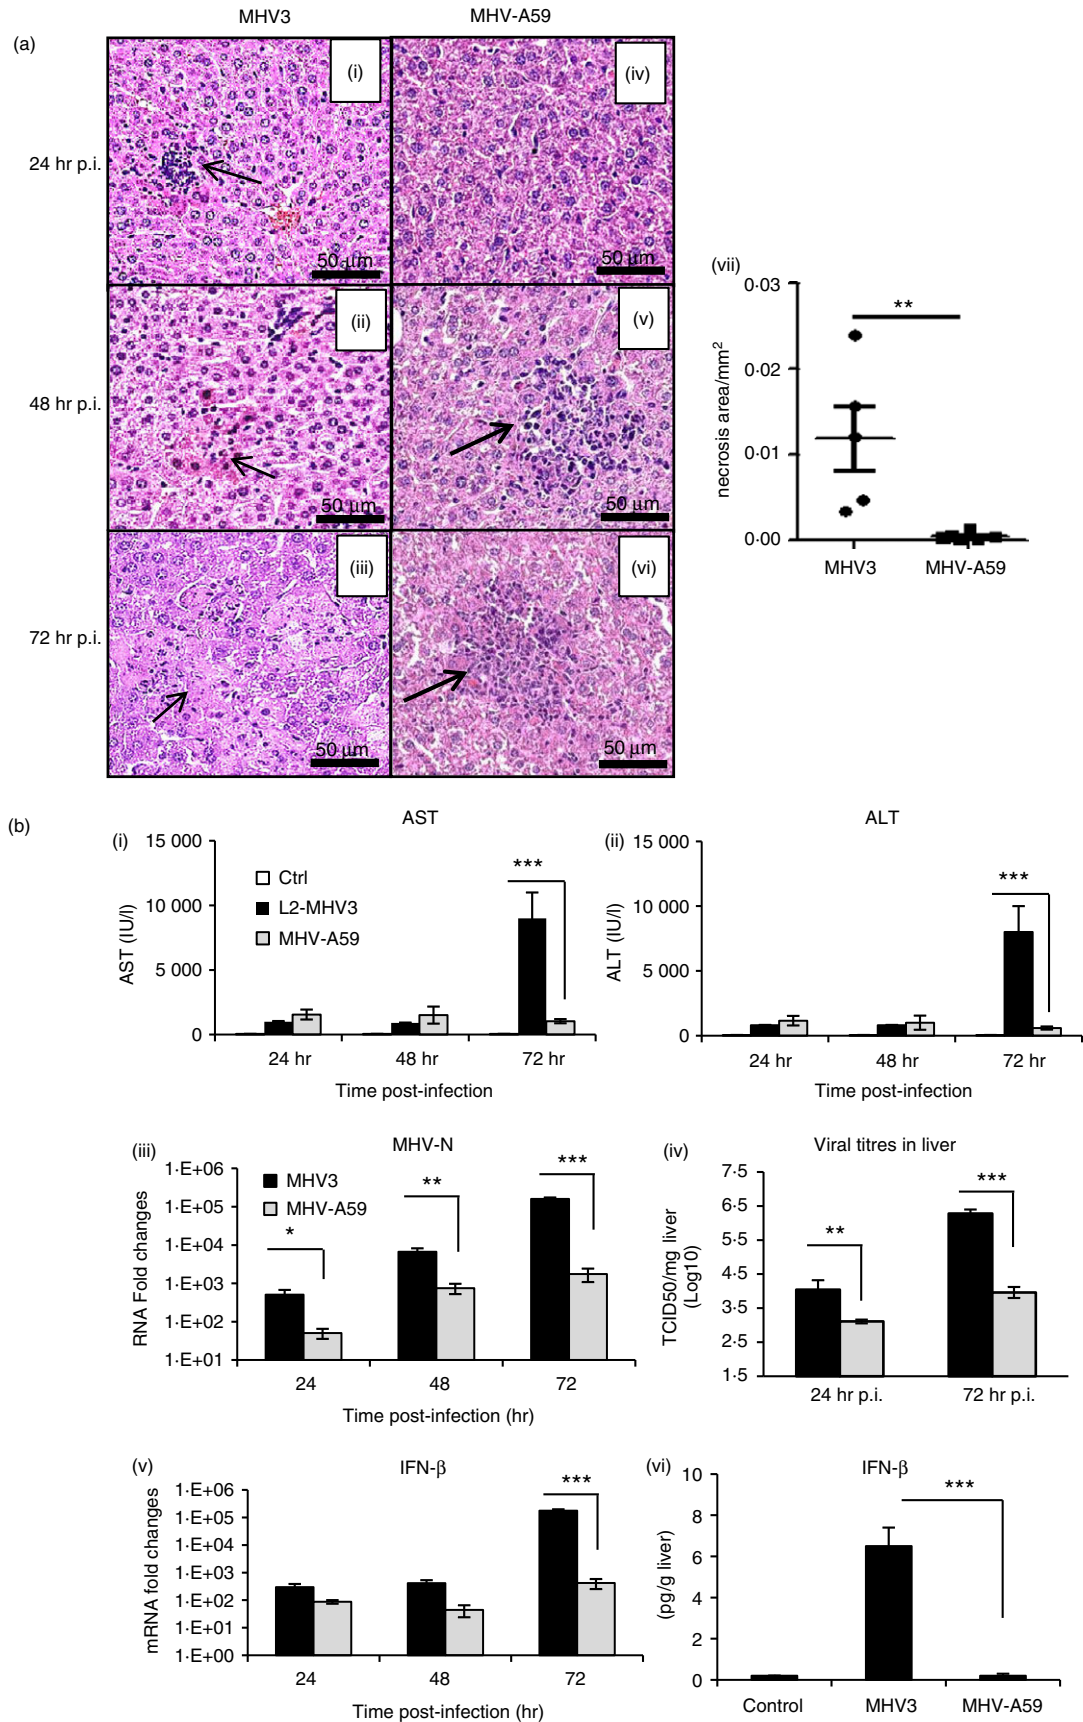 MHV3 MHV-A59
(a)
(i)
(iv)
24 hr p.i.
50 μm
50 μm
(ii)
(v)
48 hr p.i.
50 μm
50 μm
(iii)
(vi)
72 hr p.i.
50 μm
50 μm
(vii)
0·03
**
0·02
0·01
0·00
necrosis area/mm²
MHV3 MHV-A59
(b)
(i)
AST
15 000
10 000
5 000
0
AST (IU/l)
Ctrl
L2-MHV3
MHV-A59
***
24 hr 48 hr 72 hr
Time post-infection
(ii)
ALT
15 000
10 000
5 000
0
ALT (IU/l)
***
24 hr 48 hr 72 hr
Time post-infection
(iii)
MHV-N
1·E+06
1·E+05
1·E+04
1·E+03
1·E+02
1·E+01
RNA Fold changes
MHV3
MHV-A59
*
**
***
24 48 72
Time post-infection (hr)
(iv)
Viral titres in liver
7·5
6·5
5·5
4·5
3·5
2·5
1·5
TCID50/mg liver
(Log10)
**
***
24 hr p.i. 72 hr p.i.
(v)
IFN-β
1·E+06
1·E+05
1·E+04
1·E+03
1·E+02
1·E+01
1·E+00
mRNA fold changes
***
24 48 72
Time post-infection (hr)
(vi)
IFN-β
10
8
6
4
2
0
(pg/g liver)
***
Control MHV3 MHV-A59